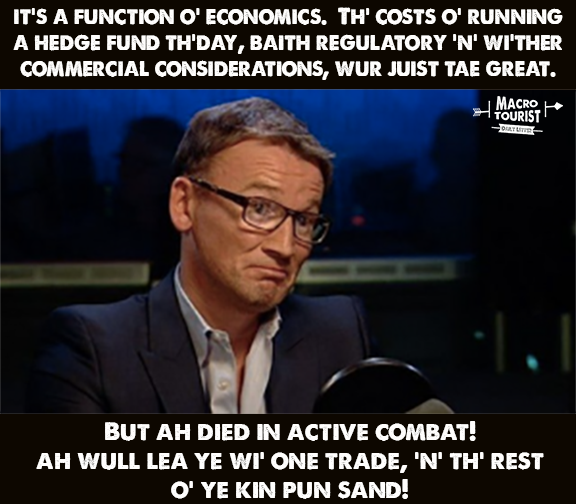 IT'S A FUNCTION O' ECONOMICS. TH' COSTS O' RUNNING
A HEDGE FUND TH'DAY, BAITH REGULATORY 'N' WI'THER
COMMERCIAL CONSIDERATIONS, WUR JUIST TAE GREAT.
MACRO
TOURIST
DAILY LETTER
BUT AH DIED IN ACTIVE COMBAT!
AH WULL LEA YE WI' ONE TRADE, 'N' TH' REST
O' YE KIN PUN SAND!